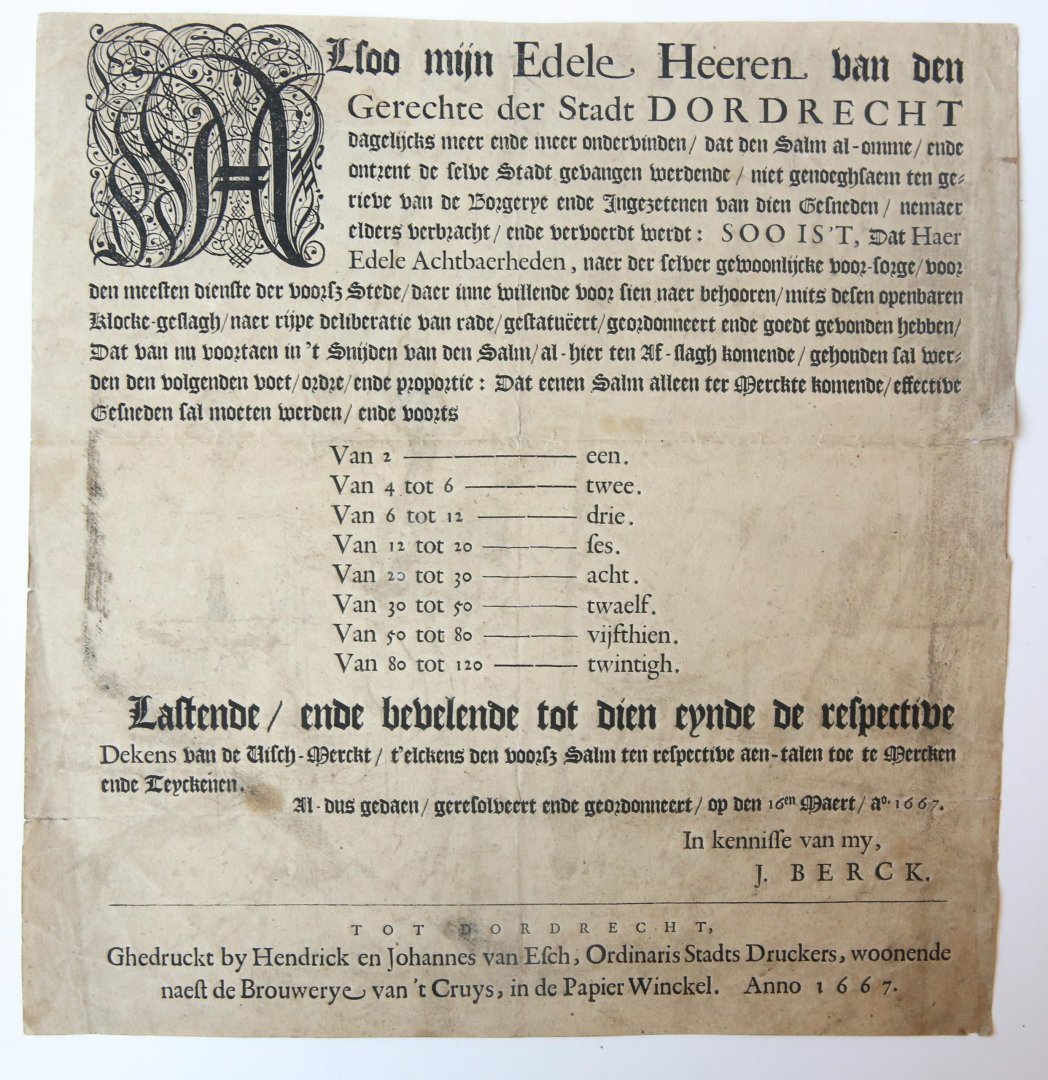 ALsoo mijn Edele Heeren van den
Gerechte der Stadt DORDRECHT
dagelijcks meer ende meer ondervinden / dat den Salm al-omme / ende
ontrent de selve Stadt gevangen werdende / niet genoeghsaem ten ge-
rieve van de Borgerye ende Ingezetenen van dien Gesneden / nemaer
elders verbracht / ende vervoerdt werdt: SOO IS'T, Dat Haer
Edele Achtbaerheden, naer der selver gewoonlijcke voor-sorge / voor
den meesten dienste der voorsz Stede / daer inne willende voor sien naer behooren / mits desen openbaren
Klocke-geslagh / naer rijpe deliberatie van rade / gestatuëert / geordonneert ende goedt gevonden hebben /
Dat van nu voortaen in 't Snijden van den Salm / al-hier ten Af-slagh komende / gehouden sal wer-
den den volgenden voet / ordre / ende proportie: Dat eenen Salm alleen ter Merckte komende / effective
Gesneden sal moeten werden / ende voorts
Van 2 ——— een.
Van 4 tot 6 ——— twee.
Van 6 tot 12 ——— drie.
Van 12 tot 20 ——— ses.
Van 20 tot 30 ——— acht.
Van 30 tot 50 ——— twaelf.
Van 50 tot 80 ——— vijfthien.
Van 80 tot 120 ——— twintigh.
Lastende / ende bevelende tot dien eynde de respective
Dekens van de Visch-Merckt / t'elckens den voorsz Salm ten respective aen-talen toe te Mercken
ende Teyckenen.
Al-dus gedaen / geresolveert ende geordonneert / op den 16en Maert / ao. 1667.
In kennisse van my,
J. BERCK.
TOT DORDRECHT,
Ghedruckt by Hendrick en Johannes van Esch, Ordinaris Stadts Druckers, woonende
naest de Brouwerye van 't Cruys, in de Papier Winckel. Anno 1667.